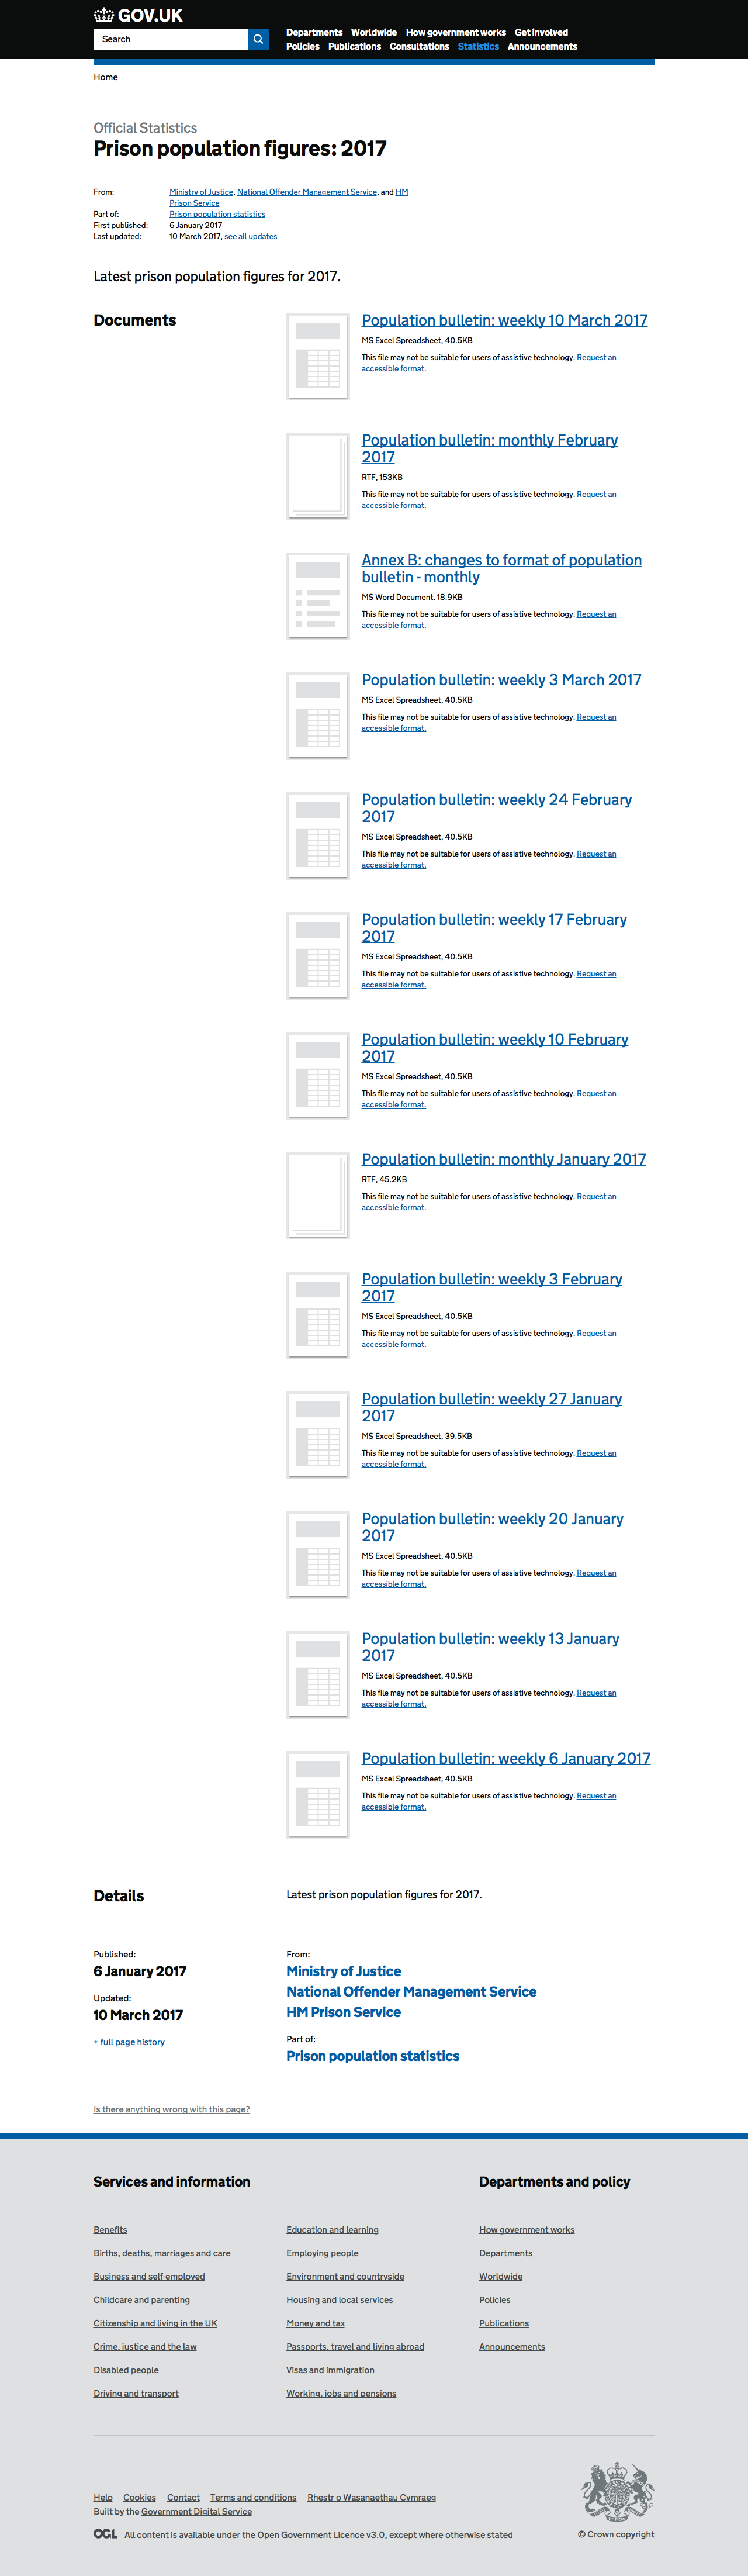 GOV.UK
Search
Departments Worldwide How government works Get involved
Policies Publications Consultations Statistics Announcements
Home
Official Statistics
Prison population figures: 2017
From: Ministry of Justice, National Offender Management Service, and HM
Prison Service
Part of: Prison population statistics
First published: 6 January 2017
Last updated: 10 March 2017, see all updates
Latest prison population figures for 2017.
Documents
Population bulletin: weekly 10 March 2017
MS Excel Spreadsheet, 40.5KB
This file may not be suitable for users of assistive technology. Request an
accessible format.
Population bulletin: monthly February
2017
RTF, 153KB
This file may not be suitable for users of assistive technology. Request an
accessible format.
Annex B: changes to format of population
bulletin - monthly
MS Word Document, 18.9KB
This file may not be suitable for users of assistive technology. Request an
accessible format.
Population bulletin: weekly 3 March 2017
MS Excel Spreadsheet, 40.5KB
This file may not be suitable for users of assistive technology. Request an
accessible format.
Population bulletin: weekly 24 February
2017
MS Excel Spreadsheet, 40.5KB
This file may not be suitable for users of assistive technology. Request an
accessible format.
Population bulletin: weekly 17 February
2017
MS Excel Spreadsheet, 40.5KB
This file may not be suitable for users of assistive technology. Request an
accessible format.
Population bulletin: weekly 10 February
2017
MS Excel Spreadsheet, 40.5KB
This file may not be suitable for users of assistive technology. Request an
accessible format.
Population bulletin: monthly January 2017
RTF, 45.2KB
This file may not be suitable for users of assistive technology. Request an
accessible format.
Population bulletin: weekly 3 February
2017
MS Excel Spreadsheet, 40.5KB
This file may not be suitable for users of assistive technology. Request an
accessible format.
Population bulletin: weekly 27 January
2017
MS Excel Spreadsheet, 39.5KB
This file may not be suitable for users of assistive technology. Request an
accessible format.
Population bulletin: weekly 20 January
2017
MS Excel Spreadsheet, 40.5KB
This file may not be suitable for users of assistive technology. Request an
accessible format.
Population bulletin: weekly 13 January
2017
MS Excel Spreadsheet, 40.5KB
This file may not be suitable for users of assistive technology. Request an
accessible format.
Population bulletin: weekly 6 January 2017
MS Excel Spreadsheet, 40.5KB
This file may not be suitable for users of assistive technology. Request an
accessible format.
Details
Latest prison population figures for 2017.
Published:
6 January 2017
Updated:
10 March 2017
+ full page history
From:
Ministry of Justice
National Offender Management Service
HM Prison Service
Part of:
Prison population statistics
Is there anything wrong with this page?
Services and information
Benefits
Births, deaths, marriages and care
Business and self-employed
Childcare and parenting
Citizenship and living in the UK
Crime, justice and the law
Disabled people
Driving and transport
Education and learning
Employing people
Environment and countryside
Housing and local services
Money and tax
Passports, travel and living abroad
Visas and immigration
Working, jobs and pensions
Departments and policy
How government works
Departments
Worldwide
Policies
Publications
Announcements
Help Cookies Contact Terms and conditions Rhestr o Wasanaethau Cymraeg
Built by the Government Digital Service
OGL All content is available under the Open Government Licence v3.0, except where otherwise stated
© Crown copyright